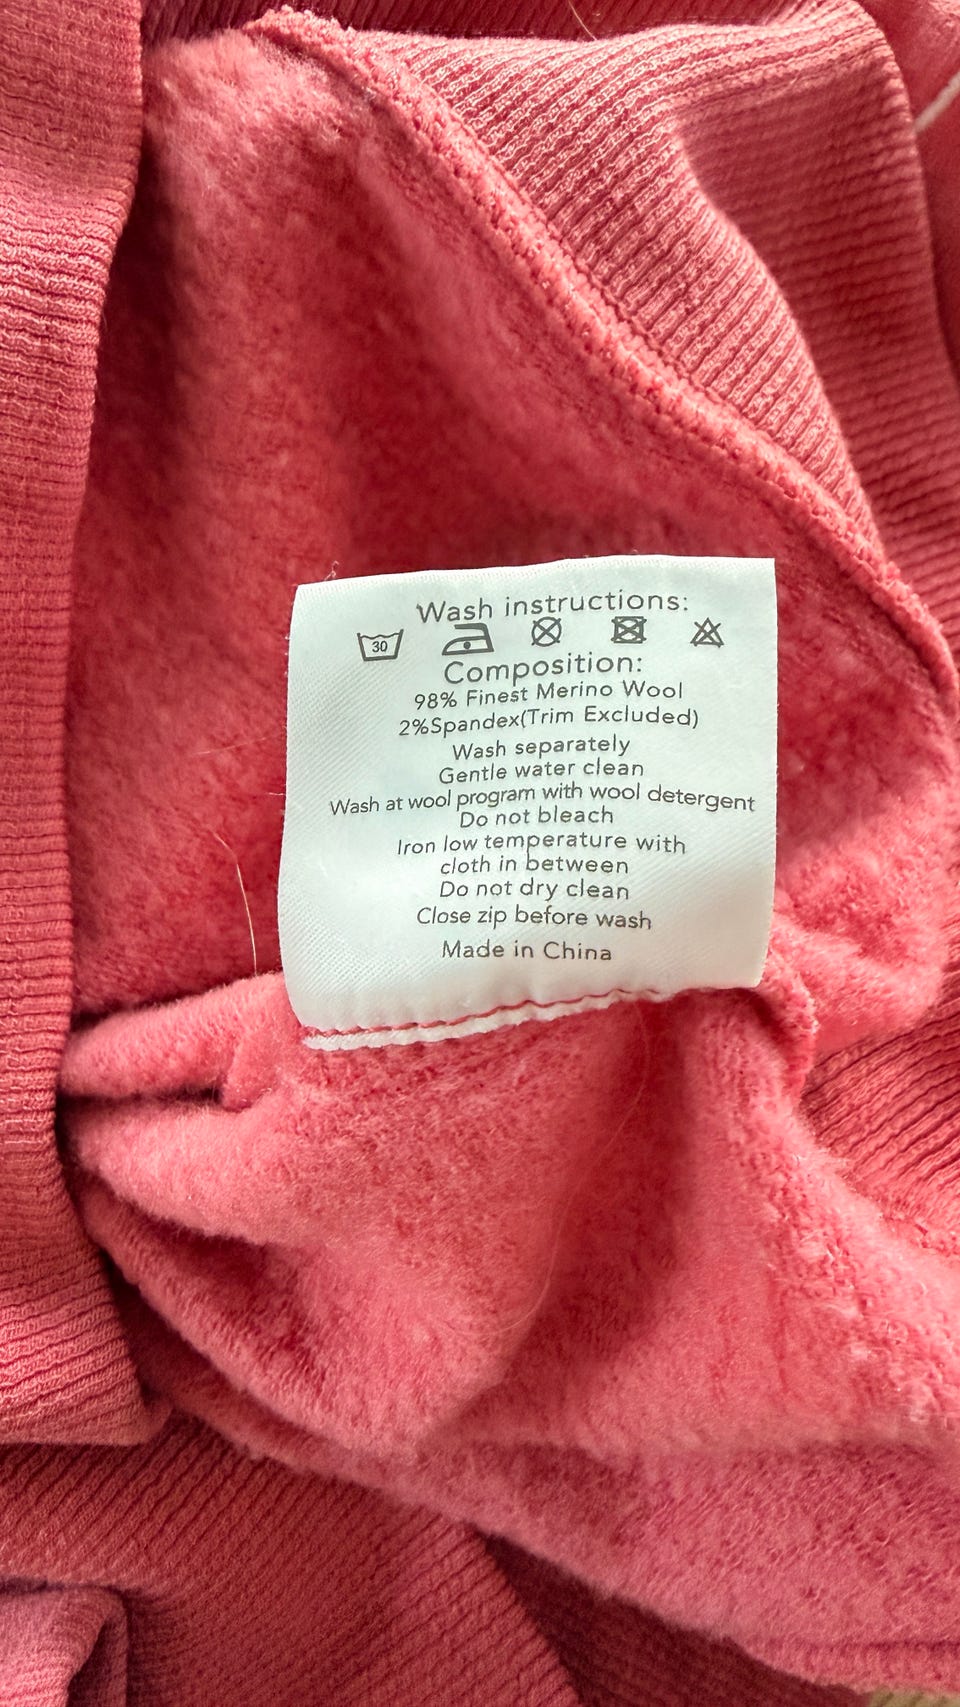 Wash instructions:
30
Composition:
98% Finest Merino Wool
2%Spandex(Trim Excluded)
Wash separately
Gentle water clean
Wash at wool program with wool detergent
Do not bleach
Iron low temperature with
cloth in between
Do not dry clean
Close zip before wash
Made in China